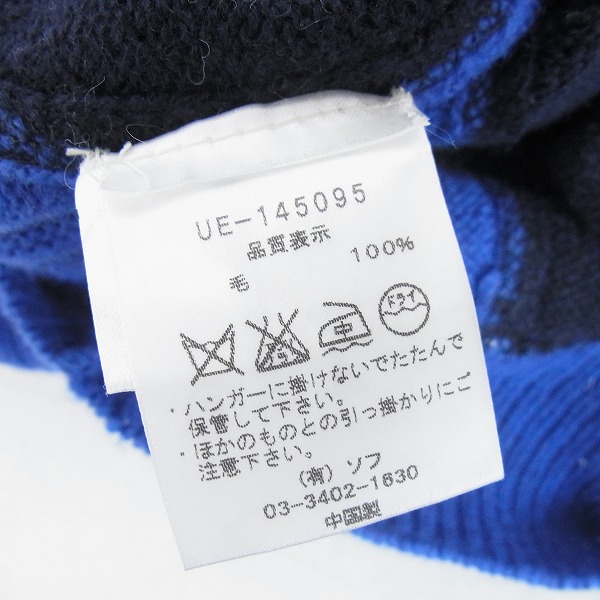 UE-145095
品質表示
毛 100%
中 ドライ
・ハンガーに掛けないでたたんで
保管して下さい。
・ほかのものとの引っ掛かりにご
注意下さい。
(有) ソフ
03-3402-1630
中国製